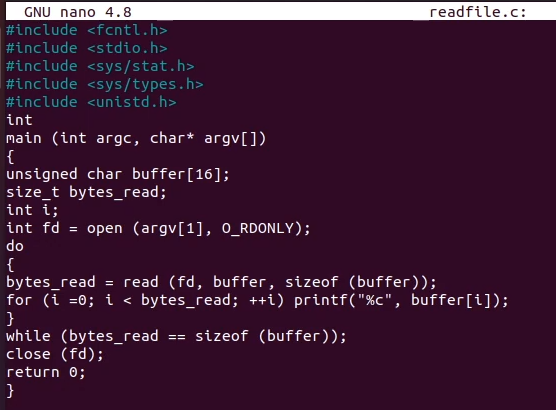 GNU nano 4.8 readfile.c:
#include <fcntl.h>
#include <stdio.h>
#include <sys/stat.h>
#include <sys/types.h>
#include <unistd.h>
int
main (int argc, char* argv[])
{
unsigned char buffer[16];
size_t bytes_read;
int i;
int fd = open (argv[1], O_RDONLY);
do
{
bytes_read = read (fd, buffer, sizeof (buffer));
for (i =0; i < bytes_read; ++i) printf("%c", buffer[i]);
}
while (bytes_read == sizeof (buffer));
close (fd);
return 0;
}